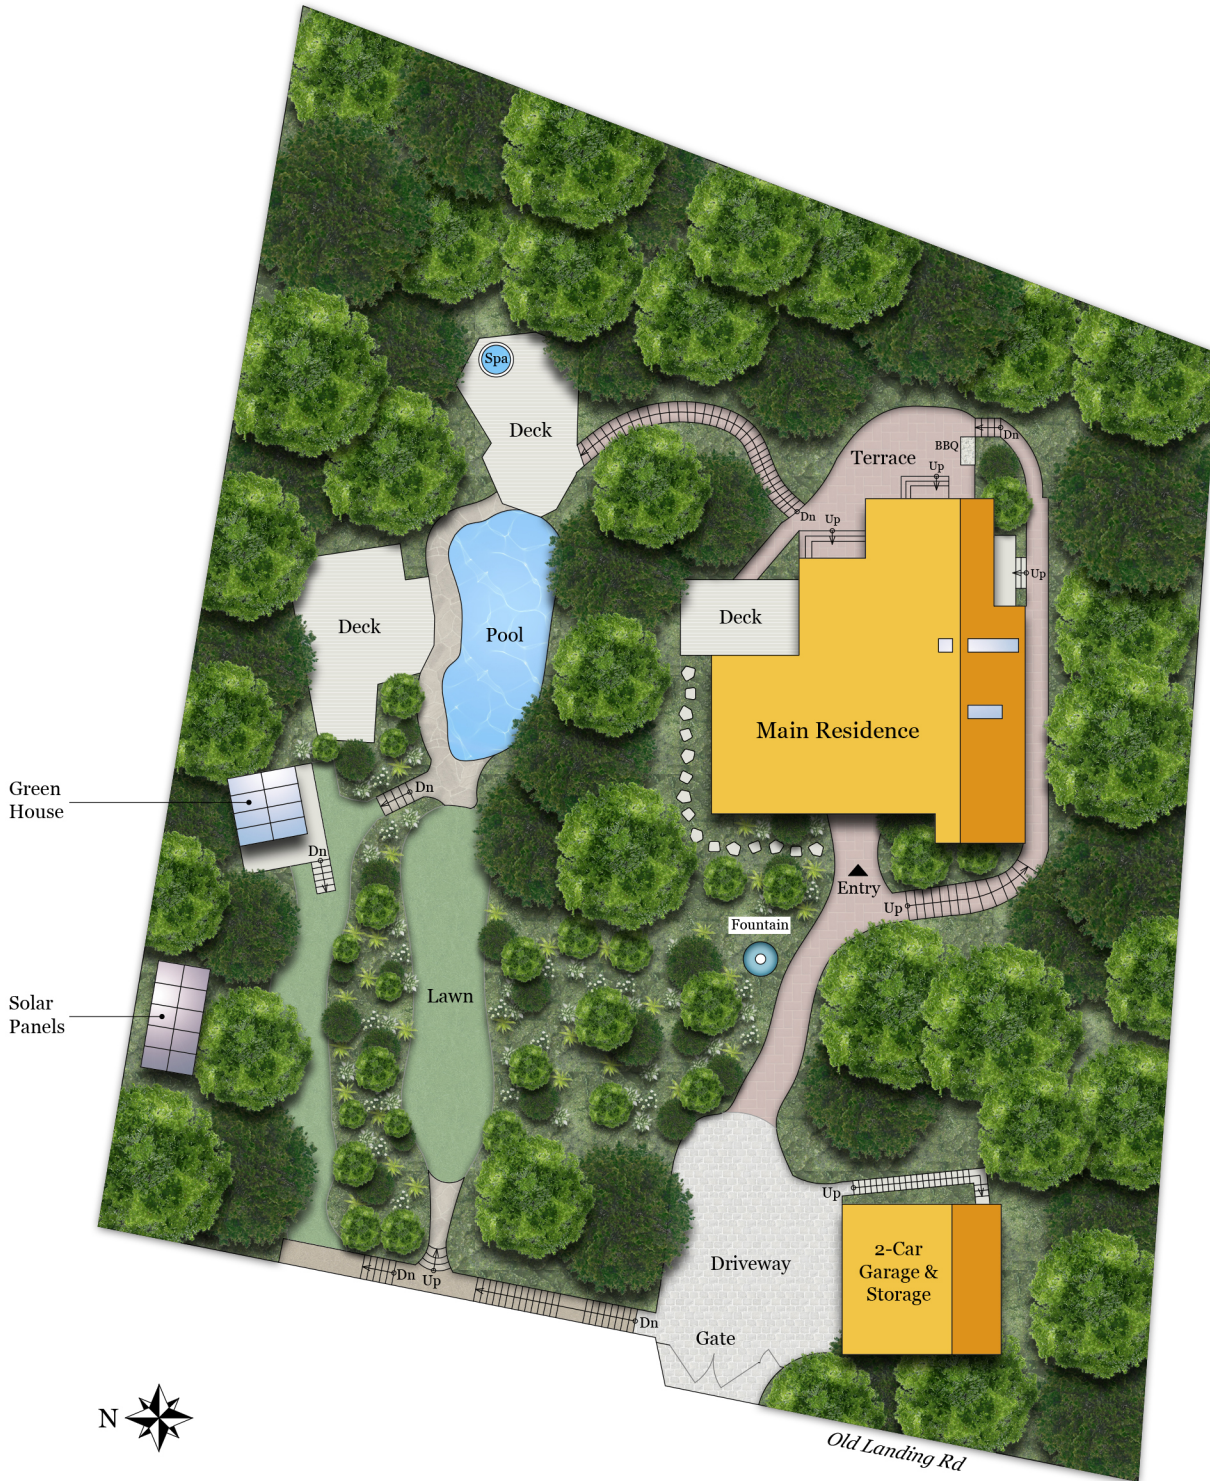 Spa
Deck
Terrace
BBQ
Dn
Up
Dn
Up
Up
Deck
Deck
Pool
Main Residence
Green
House
Dn
Dn
Entry
Up
Fountain
Lawn
Solar
Panels
Up
2-Car
Garage &
Storage
Driveway
Dn
Up
Dn
Gate
N
Old Landing Rd